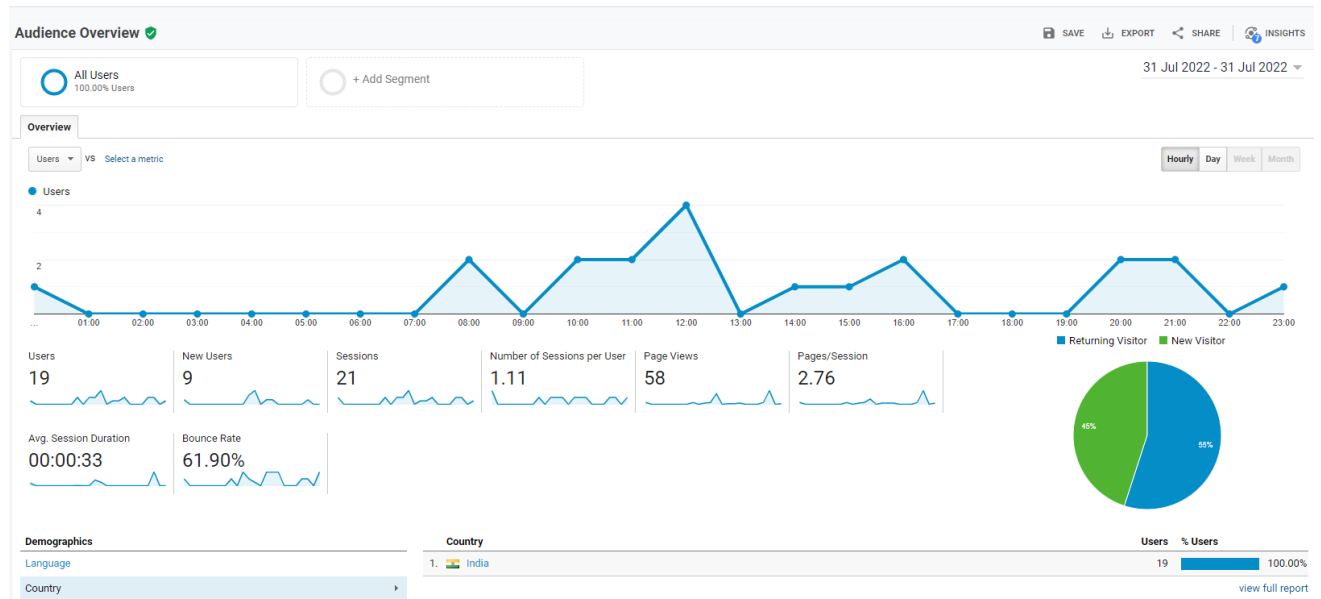 Audience Overview
SAVE EXPORT SHARE INSIGHTS
All Users
100.00% Users
+ Add Segment
31 Jul 2022 - 31 Jul 2022
Overview
Users VS Select a metric
Hourly Day Week Month
Users
4
2
... 01:00 02:00 03:00 04:00 05:00 06:00 07:00 08:00 09:00 10:00 11:00 12:00 13:00 14:00 15:00 16:00 17:00 18:00 19:00 20:00 21:00 22:00 23:00
Returning Visitor New Visitor
Users
19
New Users
9
Sessions
21
Number of Sessions per User
1.11
Page Views
58
Pages/Session
2.76
Avg. Session Duration
00:00:33
Bounce Rate
61.90%
45%
55%
Demographics
Language
Country
Country Users % Users
1. India 19 100.00%
view full report